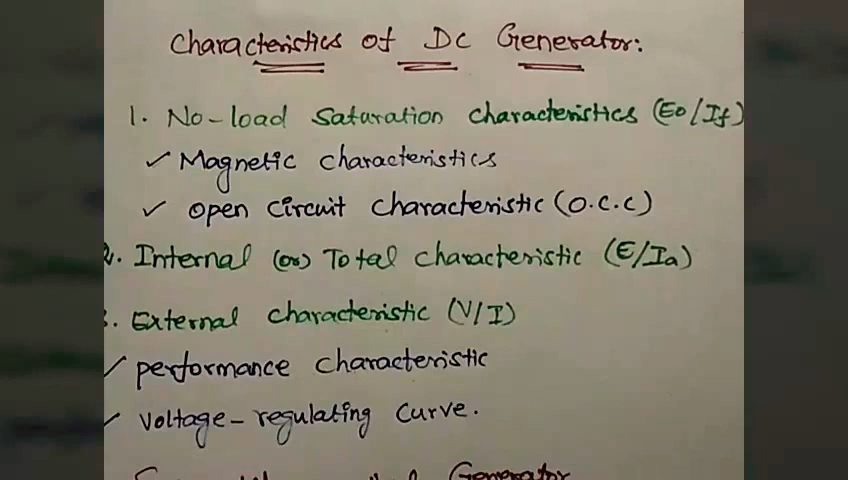 Characteristics of DC Generator:
1. No-load Saturation characteristics (Eo/If)
✓ Magnetic characteristics
✓ open circuit characteristic (O.C.C)
2. Internal (or) Total characteristic (E/Ia)
3. External characteristic (V/I)
✓ performance characteristic
✓ voltage-regulating curve.
Generator